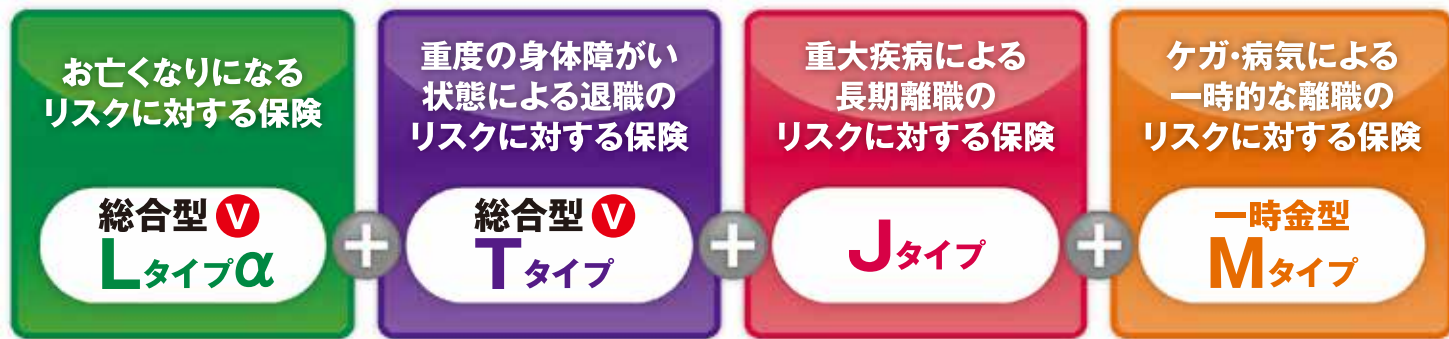 お亡くなりになる
リスクに対する保険
総合型 V
Lタイプα
+
重度の身体障がい
状態による退職の
リスクに対する保険
総合型 V
Tタイプ
+
重大疾病による
長期離職の
リスクに対する保険
Jタイプ
+
ケガ・病気による
一時的な離職の
リスクに対する保険
一時金型
Mタイプ